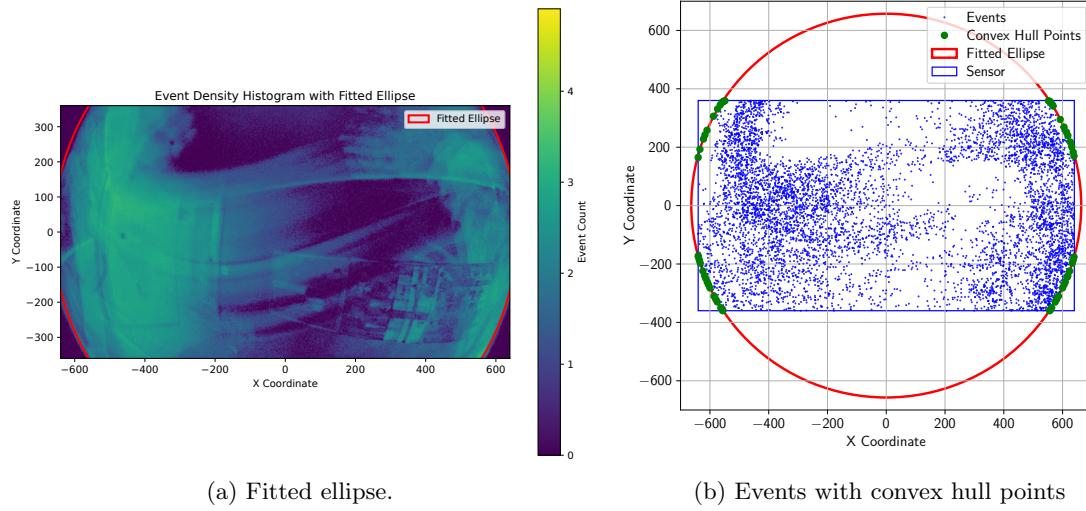 Event Density Histogram with Fitted Ellipse
Fitted Ellipse
300
200
100
0
−100
−200
−300
Y Coordinate
−600 −400 −200 0 200 400 600
X Coordinate
4
3
2
1
0
Event Count
(a) Fitted ellipse.
Events
Convex Hull Points
Fitted Ellipse
Sensor
600
400
200
0
−200
−400
−600
Y Coordinate
−600 −400 −200 0 200 400 600
X Coordinate
(b) Events with convex hull points